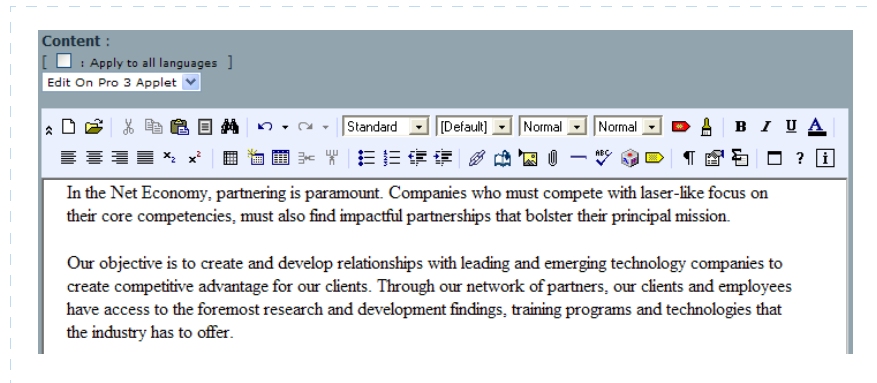 Content :
[ : Apply to all languages ]
Edit On Pro 3 Applet
Standard [Default] Normal Normal B I U A
x₂ x² ABC ¶ ? i
In the Net Economy, partnering is paramount. Companies who must compete with laser-like focus on
their core competencies, must also find impactful partnerships that bolster their principal mission.
Our objective is to create and develop relationships with leading and emerging technology companies to
create competitive advantage for our clients. Through our network of partners, our clients and employees
have access to the foremost research and development findings, training programs and technologies that
the industry has to offer.